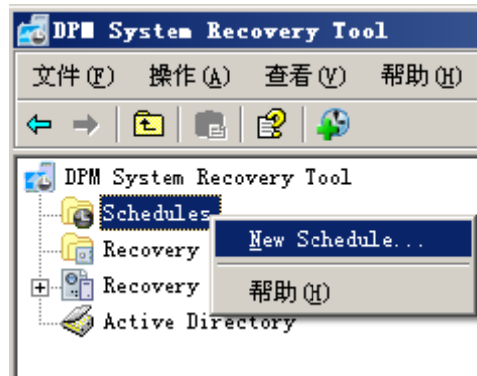 DPM System Recovery Tool
文件(F) 操作(A) 查看(V) 帮助(H)
DPM System Recovery Tool
Schedules
New Schedule...
Recovery
Recovery
帮助(H)
Active Directory